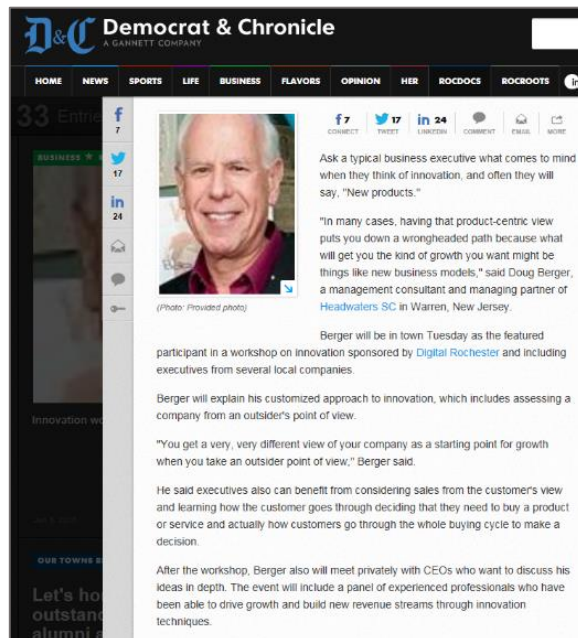 D&C Democrat & Chronicle
A GANNETT COMPANY
HOME NEWS SPORTS LIFE BUSINESS FLAVORS OPINION HER ROCDOCS ROCROOTS in
33 Entrie
BUSINESS
Innovation wo
OUR TOWNS
Let's ho
outstand
alumni a
f
7
17
in
24
f 7 17 in 24
CONNECT TWEET LINKEDIN COMMENT EMAIL MORE
(Photo: Provided photo)
Ask a typical business executive what comes to mind
when they think of innovation, and often they will
say, "New products."
"In many cases, having that product-centric view
puts you down a wrongheaded path because what
will get you the kind of growth you want might be
things like new business models," said Doug Berger,
a management consultant and managing partner of
Headwaters SC in Warren, New Jersey.
Berger will be in town Tuesday as the featured
participant in a workshop on innovation sponsored by Digital Rochester and including
executives from several local companies.
Berger will explain his customized approach to innovation, which includes assessing a
company from an outsider's point of view.
"You get a very, very different view of your company as a starting point for growth
when you take an outsider point of view," Berger said.
He said executives also can benefit from considering sales from the customer's view
and learning how the customer goes through deciding that they need to buy a product
or service and actually how customers go through the whole buying cycle to make a
decision.
After the workshop, Berger also will meet privately with CEOs who want to discuss his
ideas in depth. The event will include a panel of experienced professionals who have
been able to drive growth and build new revenue streams through innovation
techniques.